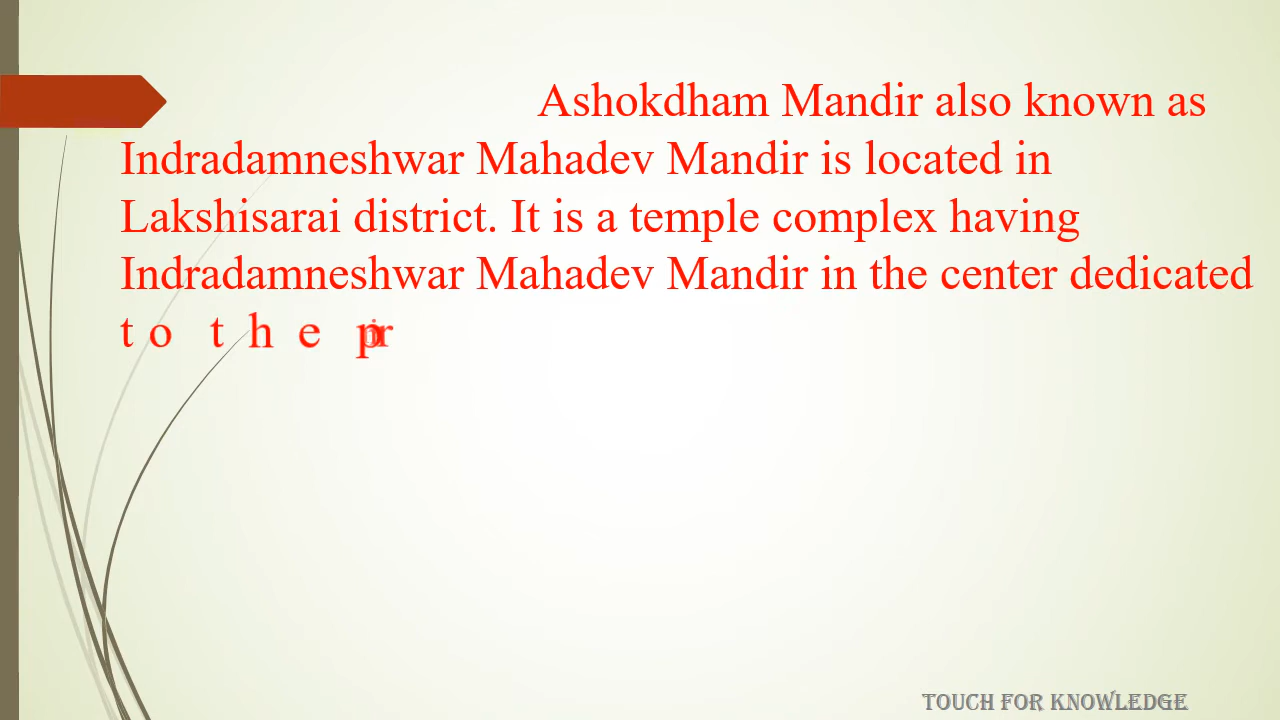 Ashokdham Mandir also known as
Indradamneshwar Mahadev Mandir is located in
Lakshisarai district. It is a temple complex having
Indradamneshwar Mahadev Mandir in the center dedicated
to the
TOUCH FOR KNOWLEDGE